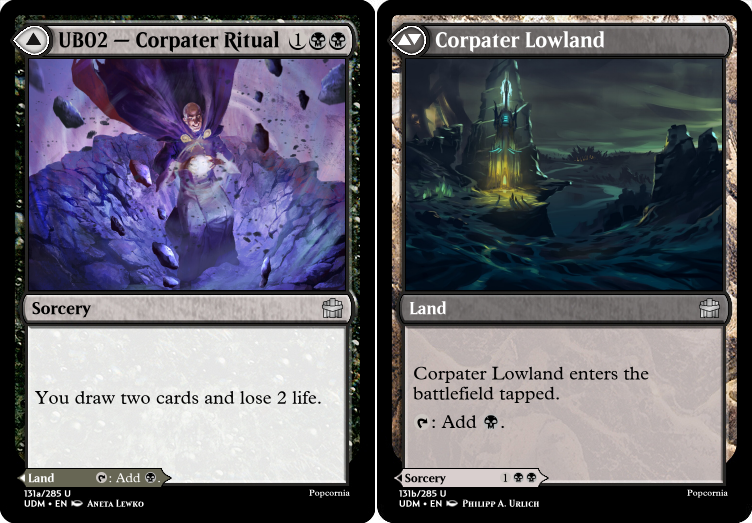 UB02 — Corpater Ritual 1
Sorcery
You draw two cards and lose 2 life.
Land : Add .
131a/285 U Popcornia
UDM • EN Aneta Lewko
Corpater Lowland
Land
Corpater Lowland enters the
battlefield tapped.
: Add .
Sorcery 1
131b/285 U Popcornia
UDM • EN Philipp A. Urlich